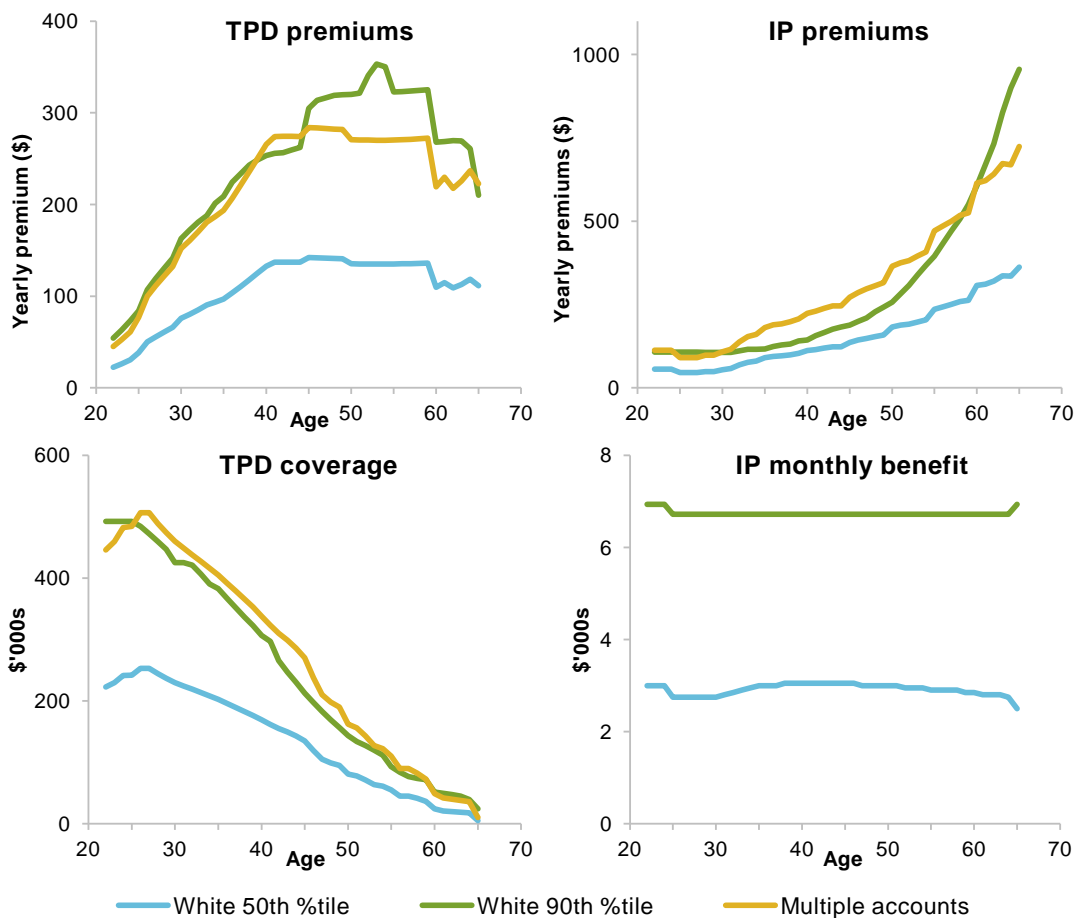 TPD premiums
Yearly premium ($)
400
300
200
100
0
20 30 40 50 60 70
Age
IP premiums
Yearly premiums ($)
1000
500
0
20 30 40 50 60 70
Age
TPD coverage
$'000s
600
400
200
0
20 30 40 50 60 70
Age
IP monthly benefit
$'000s
8
6
4
2
0
20 30 40 50 60 70
Age
White 50th %tile White 90th %tile Multiple accounts